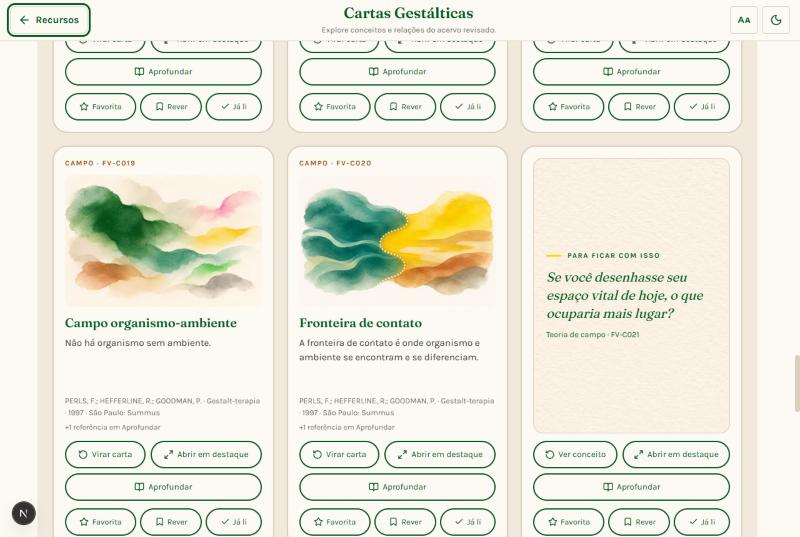 Recursos
Cartas Gestálticas
Explore conceitos e relações do acervo revisado.
AA
Aprofundar
Aprofundar
Aprofundar
Favorita
Rever
Já li
Favorita
Rever
Já li
Favorita
Rever
Já li
CAMPO · FV-C019
Campo organismo-ambiente
Não há organismo sem ambiente.
PERLS, F.; HEFFERLINE, R.; GOODMAN, P. · Gestalt-terapia
· 1997 · São Paulo: Summus
+1 referência em Aprofundar
Virar carta
Abrir em destaque
Aprofundar
Favorita
Rever
Já li
CAMPO · FV-C020
Fronteira de contato
A fronteira de contato é onde organismo e
ambiente se encontram e se diferenciam.
PERLS, F.; HEFFERLINE, R.; GOODMAN, P. · Gestalt-terapia
· 1997 · São Paulo: Summus
+1 referência em Aprofundar
Virar carta
Abrir em destaque
Aprofundar
Favorita
Rever
Já li
PARA FICAR COM ISSO
Se você desenhasse seu
espaço vital de hoje, o que
ocuparia mais lugar?
Teoria de campo · FV-C021
Ver conceito
Abrir em destaque
Aprofundar
Favorita
Rever
Já li
N